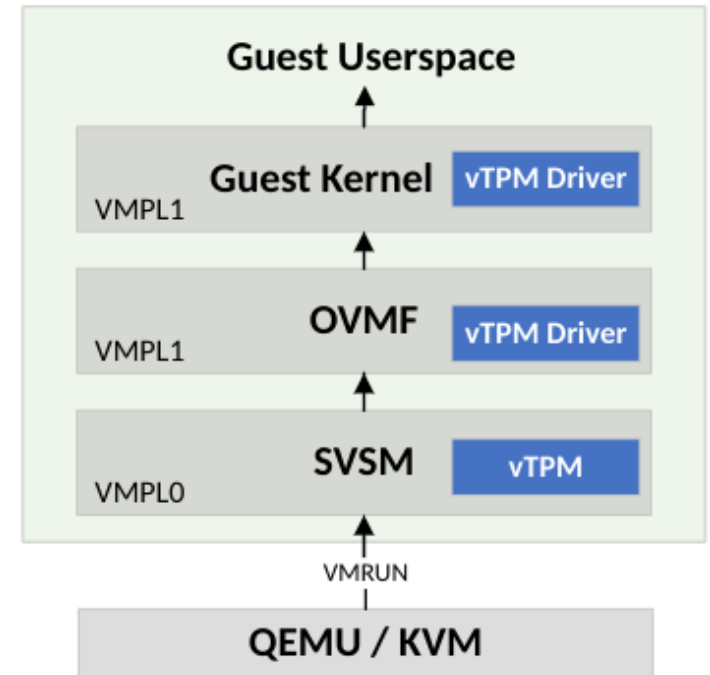 Guest Userspace
Guest Kernel
vTPM Driver
VMPL1
OVMF
vTPM Driver
VMPL1
SVSM
vTPM
VMPL0
VMRUN
QEMU / KVM